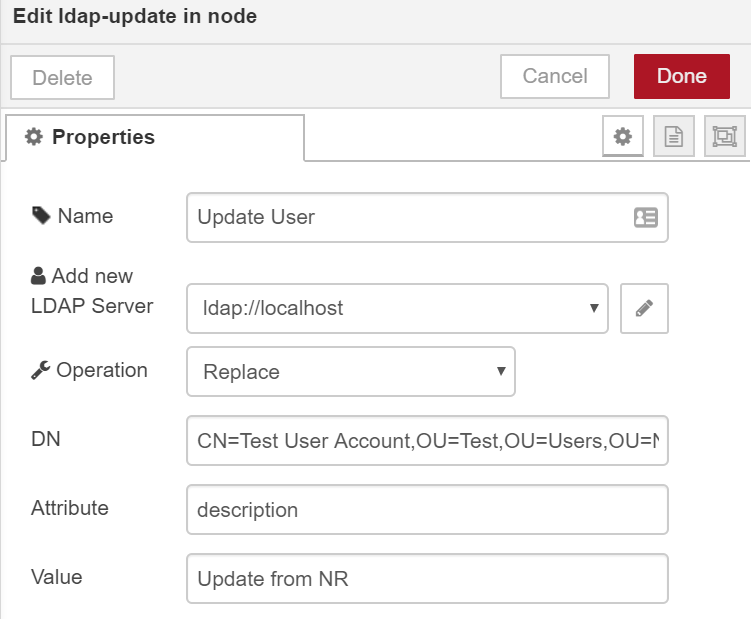 Edit ldap-update in node
Delete
Cancel
Done
Properties
Name
Update User
Add new
LDAP Server
ldap://localhost
Operation
Replace
DN
CN=Test User Account,OU=Test,OU=Users,OU=
Attribute
description
Value
Update from NR